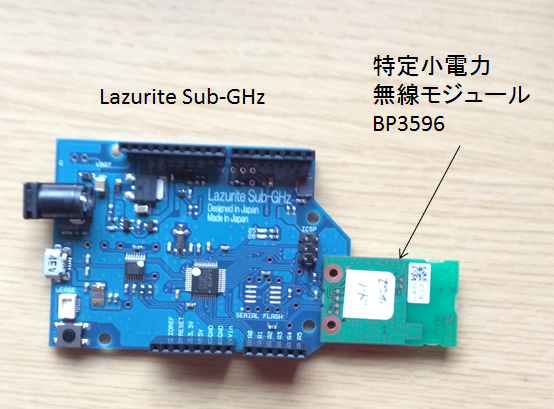 Lazurite Sub-GHz
特定小電力
無線モジュール
BP3596
VBAT
Lazurite Sub-GHz
Designed in Japan
Made in Japan
ICSP
SERIAL FLASH
IOREF
RESET
3.3V
5V
GND
GND
Vin
A0
A1
A2
A3
A4
A5